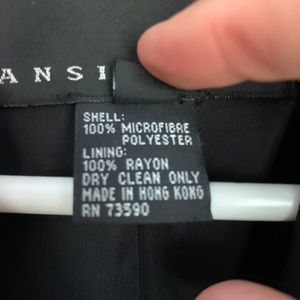 ANSI
SHELL:
100% MICROFIBRE
POLYESTER
LINING:
100% RAYON
DRY CLEAN ONLY
MADE IN HONG KONG
RN 73590